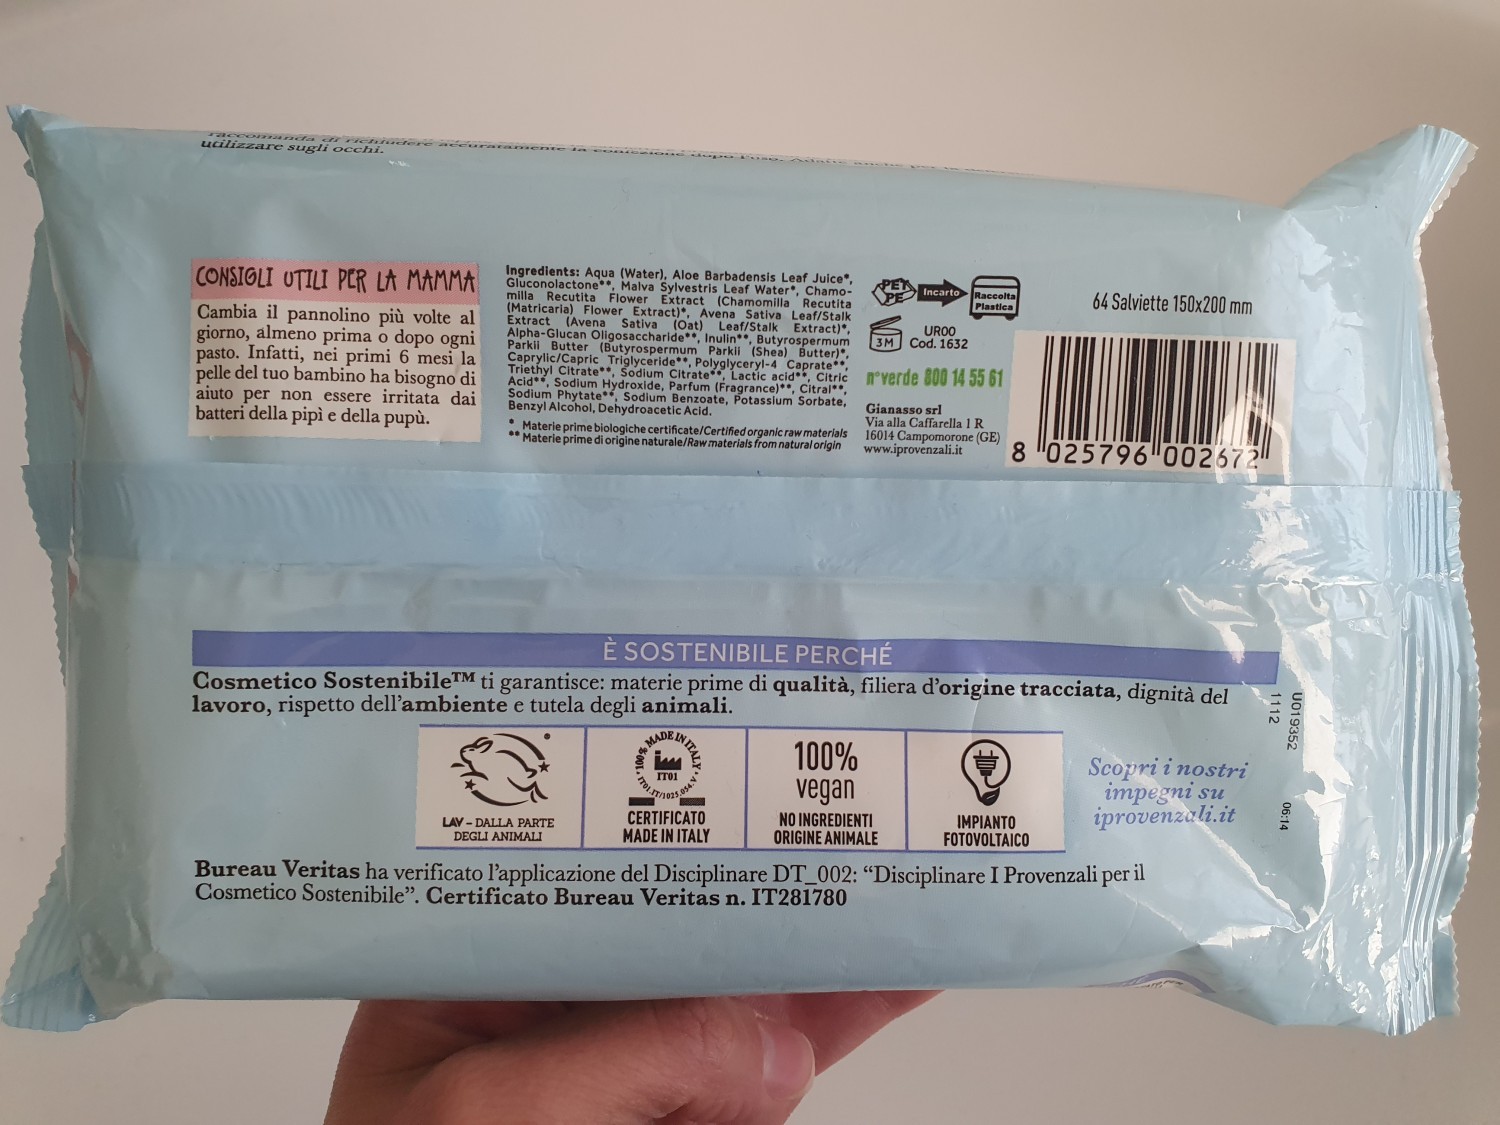 utilizzare sugli occhi.
CONSIGLI UTILI PER LA MAMMA
Cambia il pannolino più volte al
giorno, almeno prima o dopo ogni
pasto. Infatti, nei primi 6 mesi la
pelle del tuo bambino ha bisogno di
aiuto per non essere irritata dai
batteri della pipì e della pupù.
Ingredients: Aqua (Water), Aloe Barbadensis Leaf Juice*,
Gluconolactone**, Malva Sylvestris Leaf Water*, Chamo-
milla Recutita Flower Extract (Chamomilla Recutita
(Matricaria) Flower Extract)*, Avena Sativa Leaf/Stalk
Extract (Avena Sativa (Oat) Leaf/Stalk Extract)*,
Alpha-Glucan Oligosaccharide**, Inulin**, Butyrospermum
Parkii Butter (Butyrospermum Parkii (Shea) Butter)*,
Caprylic/Capric Triglyceride**, Polyglyceryl-4 Caprate**,
Triethyl Citrate**, Sodium Citrate**, Lactic acid**, Citric
Acid**, Sodium Hydroxide, Parfum (Fragrance)**, Citral**,
Sodium Phytate**, Sodium Benzoate, Potassium Sorbate,
Benzyl Alcohol, Dehydroacetic Acid.
* Materie prime biologiche certificate/Certified organic raw materials
** Materie prime di origine naturale/Raw materials from natural origin
PET
PE
Incarto
Raccolta
Plastica
3M
UR00
Cod. 1632
n°verde 800 14 55 61
Gianasso srl
Via alla Caffarella 1 R
16014 Campomorone (GE)
www.iprovenzali.it
64 Salviette 150x200 mm
8 025796 002672
È SOSTENIBILE PERCHÉ
Cosmetico Sostenibile™ ti garantisce: materie prime di qualità, filiera d'origine tracciata, dignità del
lavoro, rispetto dell'ambiente e tutela degli animali.
LAV – DALLA PARTE
DEGLI ANIMALI
100% MADE IN ITALY
IT01
CERTIFICATO
MADE IN ITALY
100%
vegan
NO INGREDIENTI
ORIGINE ANIMALE
IMPIANTO
FOTOVOLTAICO
Scopri i nostri
impegni su
iprovenzali.it
U019352
1112
06:14
Bureau Veritas ha verificato l'applicazione del Disciplinare DT_002: “Disciplinare I Provenzali per il
Cosmetico Sostenibile”. Certificato Bureau Veritas n. IT281780